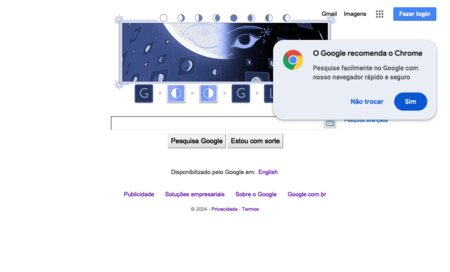 Gmail Imagens Fazer login
O Google recomenda o Chrome
Pesquise facilmente no Google com
nosso navegador rápido e seguro
Não trocar Sim
G G L
Pesquisa avançada
Pesquisa Google Estou com sorte
Disponibilizado pelo Google em: English
Publicidade Soluções empresariais Sobre o Google Google.com.br
© 2024 - Privacidade - Termos